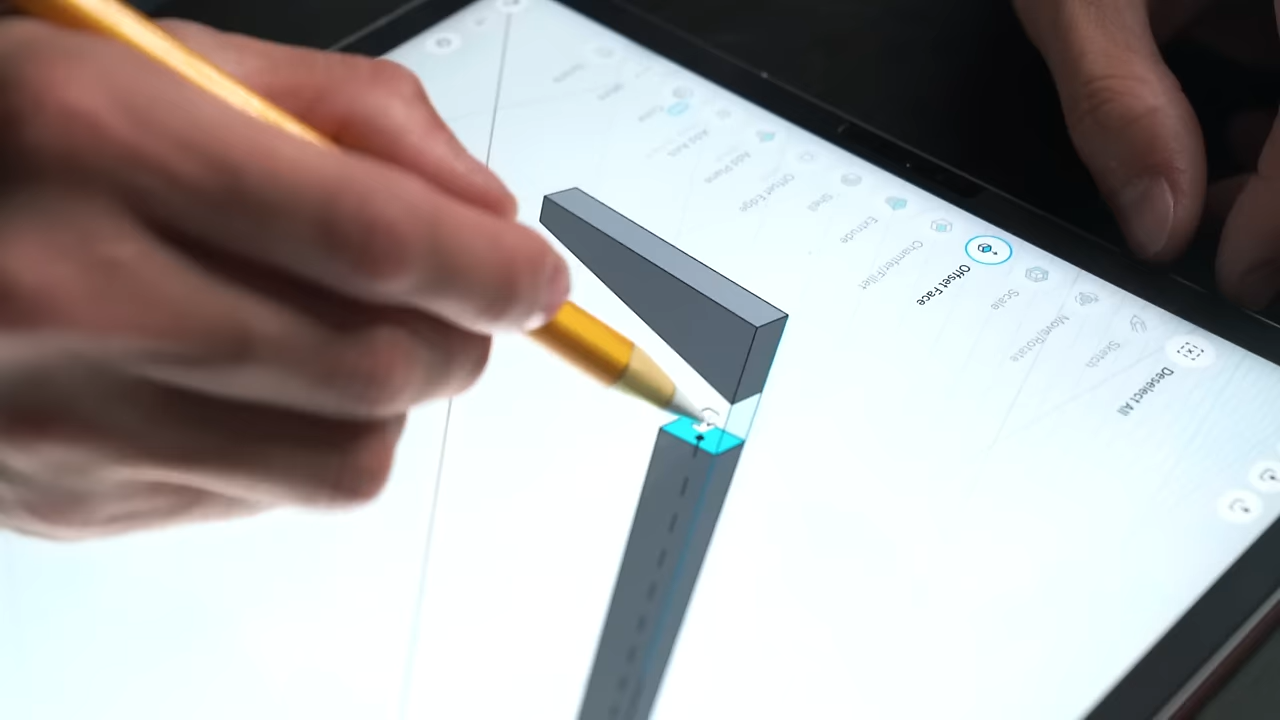 Add Axis
Add Plane
Offset Edge
Shell
Extrude
Chamfer/Fillet
Offset Face
Scale
Move/Rotate
Sketch
Deselect All